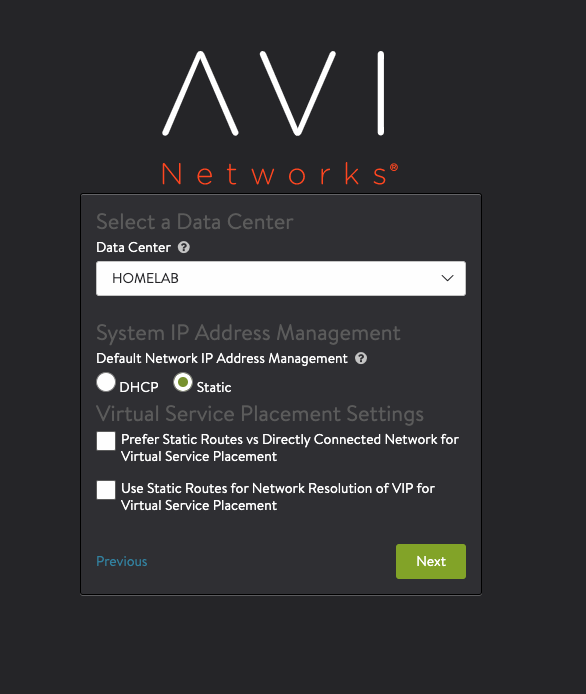 AVI
Networks®
Select a Data Center
Data Center ?
HOMELAB
System IP Address Management
Default Network IP Address Management ?
DHCP Static
Virtual Service Placement Settings
Prefer Static Routes vs Directly Connected Network for
Virtual Service Placement
Use Static Routes for Network Resolution of VIP for
Virtual Service Placement
Previous Next